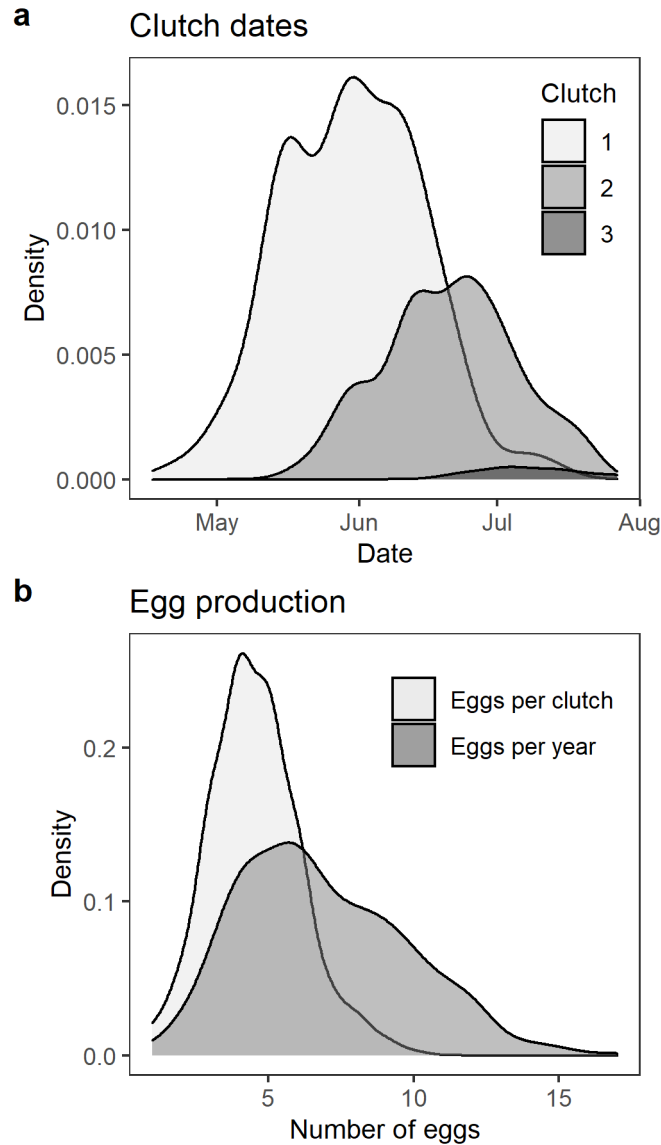 a
Clutch dates
Density
0.015
0.010
0.005
0.000
Clutch
1
2
3
May Jun Jul Aug
Date
b
Egg production
Density
0.2
0.1
0.0
Eggs per clutch
Eggs per year
5 10 15
Number of eggs